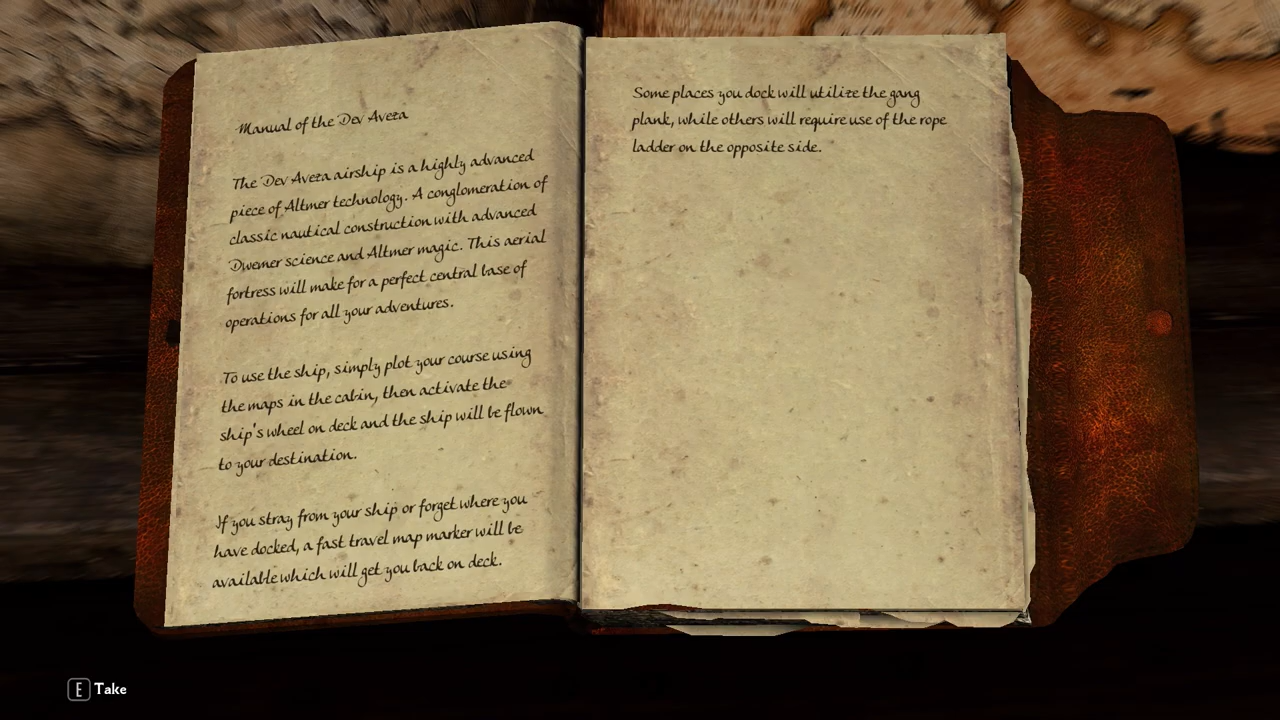 Manual of the Dev Aveza
The Dev Aveza airship is a highly advanced
piece of Altmer technology. A conglomeration of
classic nautical construction with advanced
Dwemer science and Altmer magic. This aerial
fortress will make for a perfect central base of
operations for all your adventures.
To use the ship, simply plot your course using
the maps in the cabin, then activate the
ship's wheel on deck and the ship will be flown
to your destination.
If you stray from your ship or forget where you
have docked, a fast travel map marker will be
available which will get you back on deck.
Some places you dock will utilize the gang
plank, while others will require use of the rope
ladder on the opposite side.
E Take